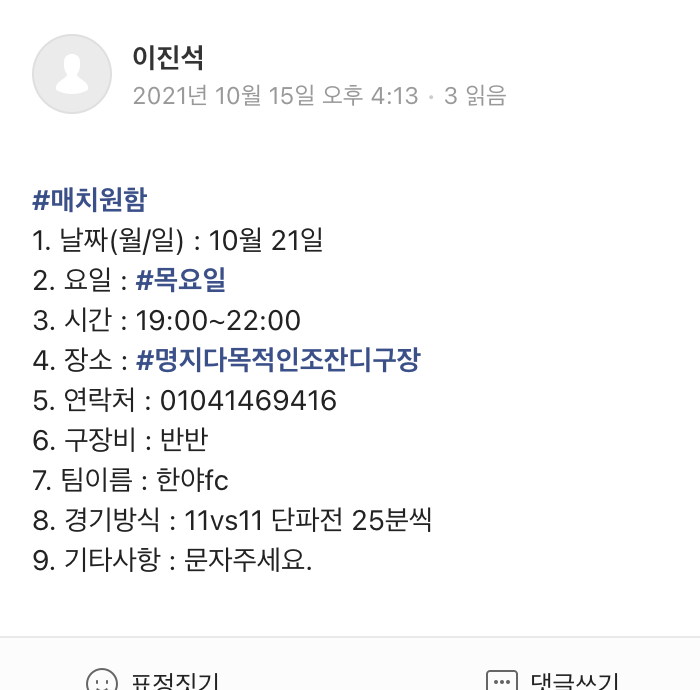 이진석
2021년 10월 15일 오후 4:13 · 3 읽음
#매치원함
1. 날짜(월/일) : 10월 21일
2. 요일 : #목요일
3. 시간 : 19:00~22:00
4. 장소 : #명지다목적인조잔디구장
5. 연락처 : 01041469416
6. 구장비 : 반반
7. 팀이름 : 한야fc
8. 경기방식 : 11vs11 단파전 25분씩
9. 기타사항 : 문자주세요.
표정짓기
댓글쓰기